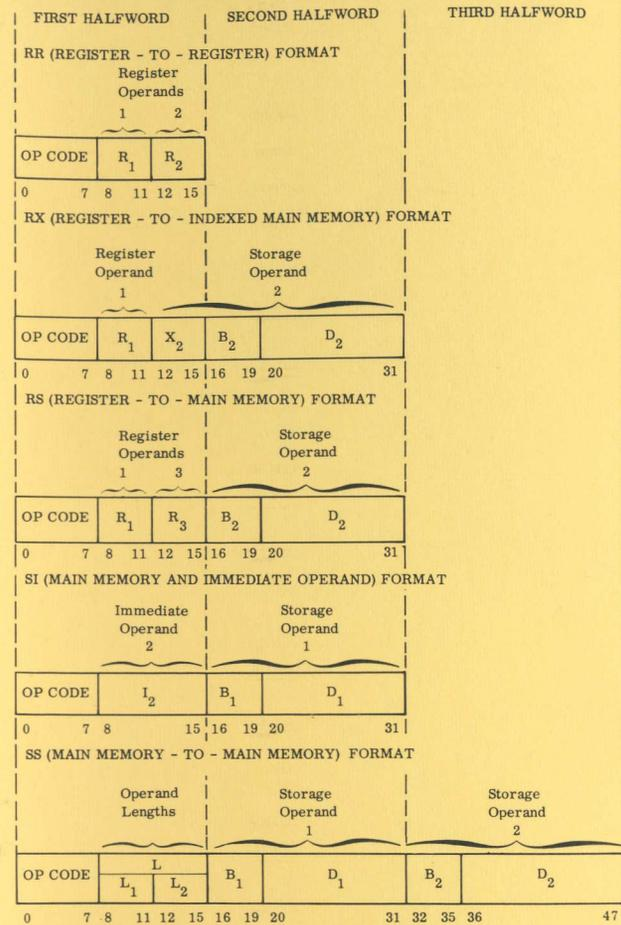 FIRST HALFWORD SECOND HALFWORD THIRD HALFWORD
RR (REGISTER - TO - REGISTER) FORMAT
Register
Operands
1 2
OP CODE R1 R2
0 7 8 11 12 15
RX (REGISTER - TO - INDEXED MAIN MEMORY) FORMAT
Register Storage
Operand Operand
1 2
OP CODE R1 X2 B2 D2
0 7 8 11 12 15 16 19 20 31
RS (REGISTER - TO - MAIN MEMORY) FORMAT
Register Storage
Operands Operand
1 3 2
OP CODE R1 R3 B2 D2
0 7 8 11 12 15 16 19 20 31
SI (MAIN MEMORY AND IMMEDIATE OPERAND) FORMAT
Immediate Storage
Operand Operand
2 1
OP CODE I2 B1 D1
0 7 8 15 16 19 20 31
SS (MAIN MEMORY - TO - MAIN MEMORY) FORMAT
Operand Storage Storage
Lengths Operand Operand
1 2
L
OP CODE L1 L2 B1 D1 B2 D2
0 7 8 11 12 15 16 19 20 31 32 35 36 47